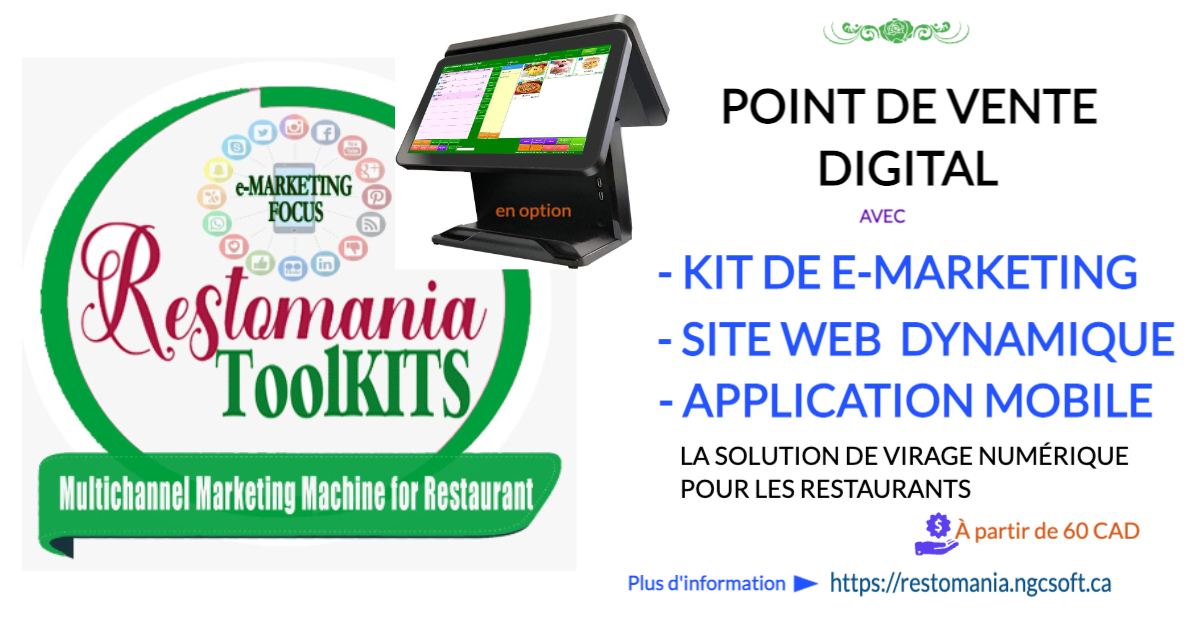 e-MARKETING
FOCUS
Restomania
ToolKITS
Multichannel Marketing Machine for Restaurant
en option
POINT DE VENTE
DIGITAL
AVEC
- KIT DE E-MARKETING
- SITE WEB DYNAMIQUE
- APPLICATION MOBILE
LA SOLUTION DE VIRAGE NUMÉRIQUE
POUR LES RESTAURANTS
$
À partir de 60 CAD
Plus d'information
https://restomania.ngcsoft.ca